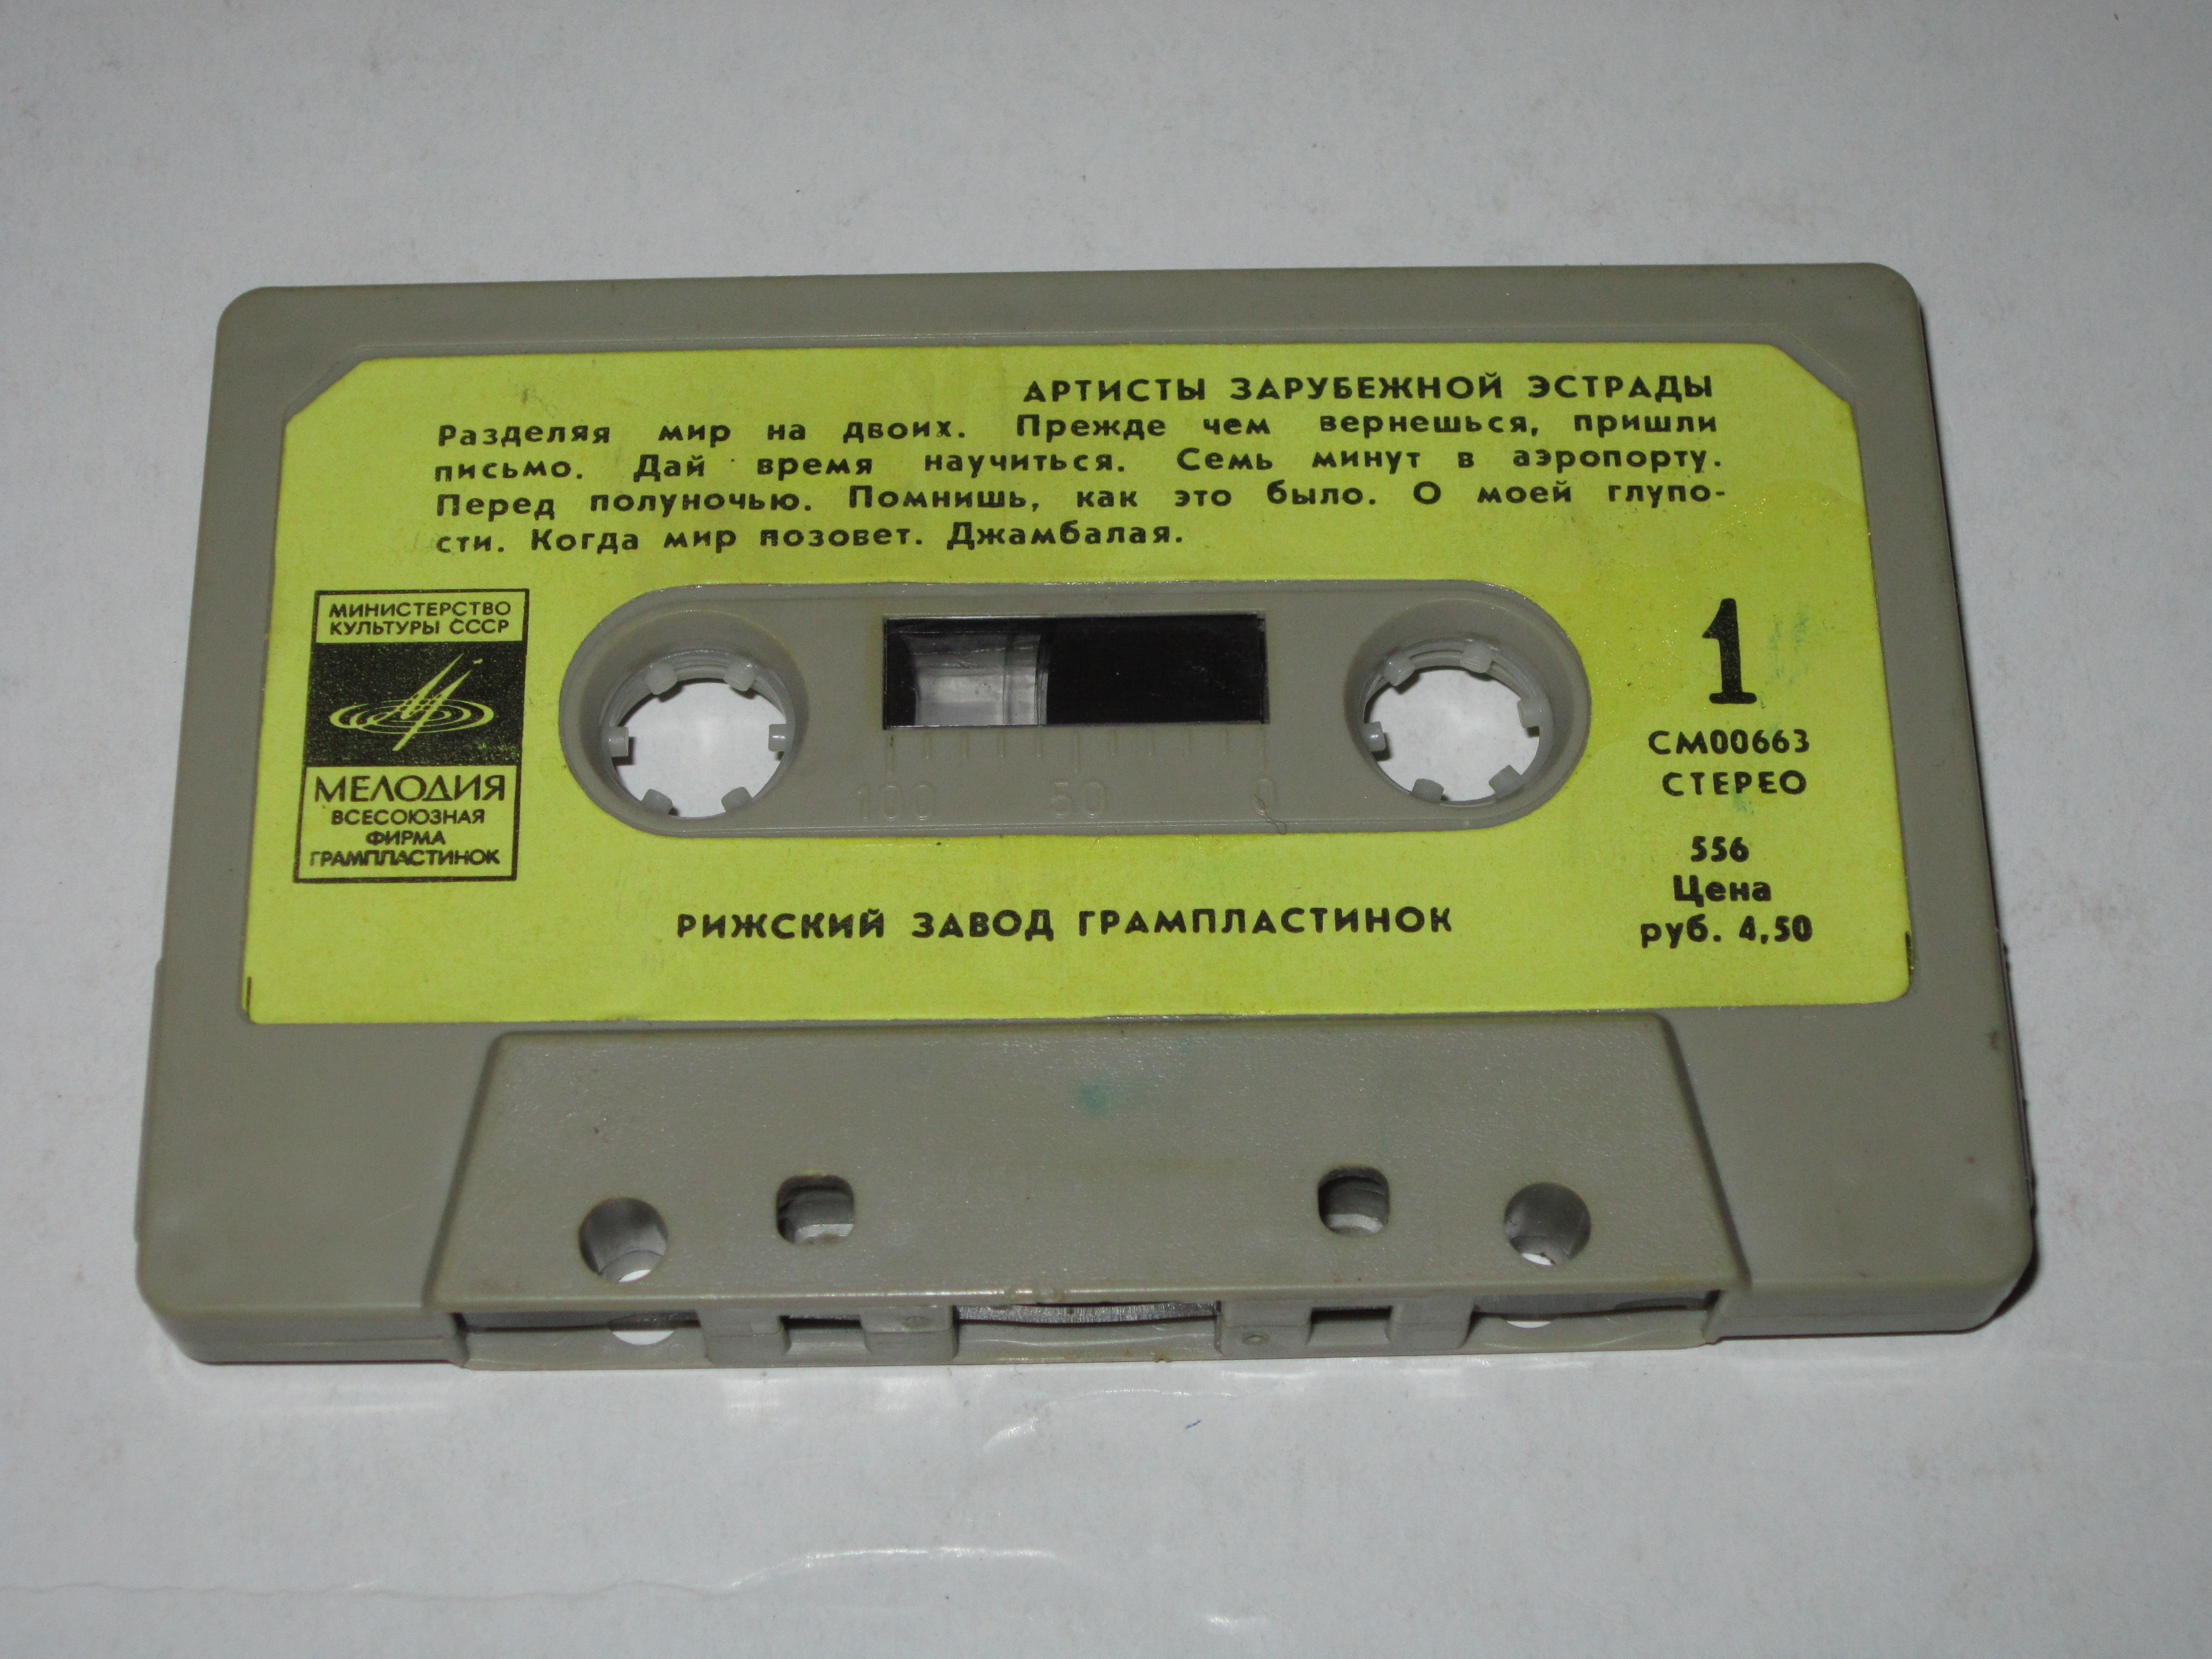 АРТИСТЫ ЗАРУБЕЖНОЙ ЭСТРАДЫ
Разделяя мир на двоих. Прежде чем вернешься, пришли
письмо. Дай время научиться. Семь минут в аэропорту.
Перед полуночью. Помнишь, как это было. О моей глупо-
сти. Когда мир позовет. Джамбалая.
МИНИСТЕРСТВО
КУЛЬТУРЫ СССР
МЕЛОДИЯ
ВСЕСОЮЗНАЯ
ФИРМА
ГРАМПЛАСТИНОК
100 50 0
1
СМ00663
СТЕРЕО
556
Цена
руб. 4,50
РИЖСКИЙ ЗАВОД ГРАМПЛАСТИНОК